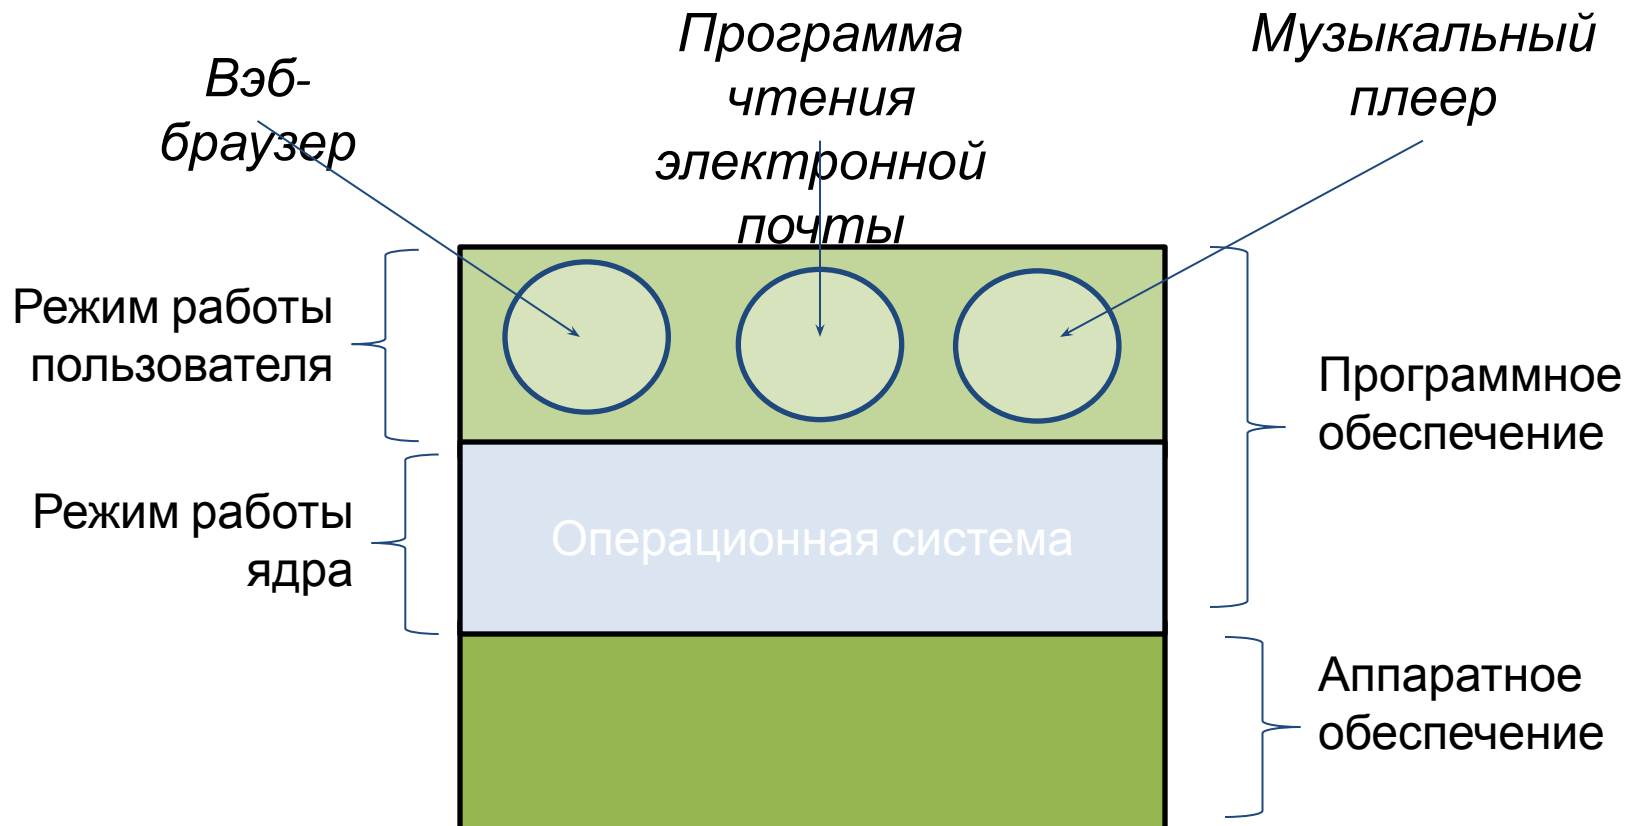 Вэб-
браузер
Программа
чтения
электронной
почты
Музыкальный
плеер
Режим работы
пользователя
Программное
обеспечение
Режим работы
ядра
Операционная система
Аппаратное
обеспечение